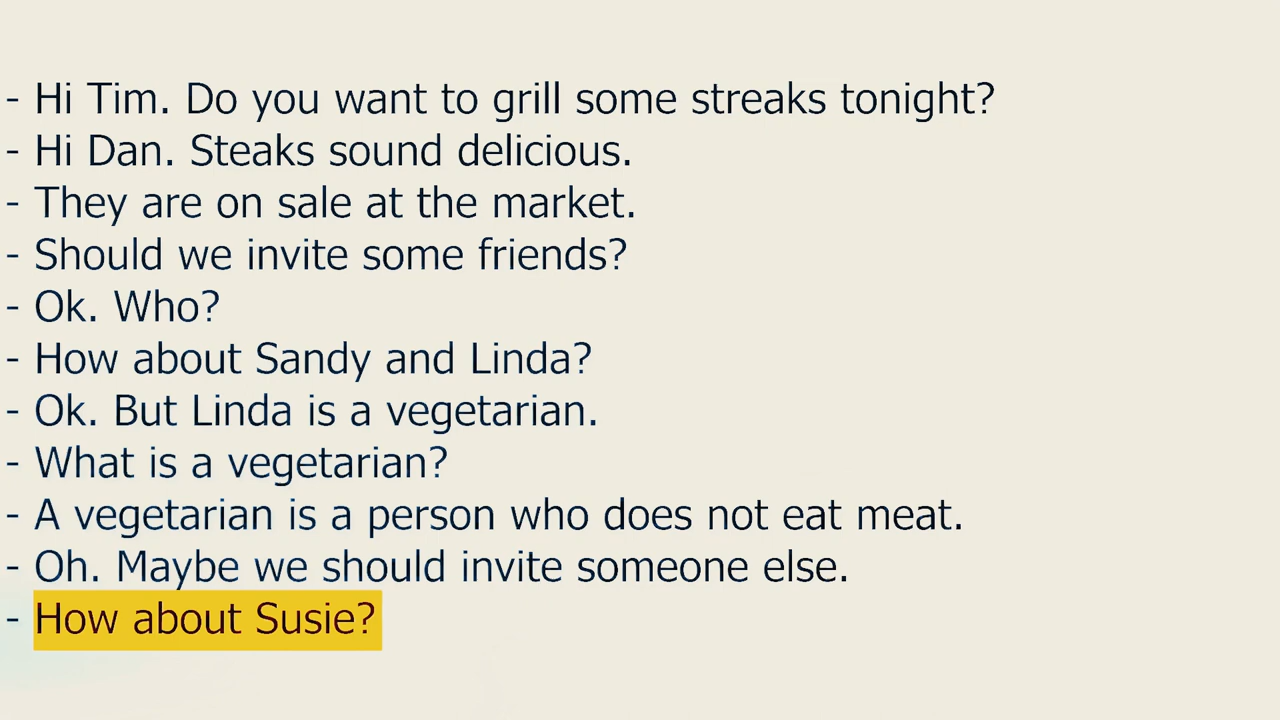 - Hi Tim. Do you want to grill some streaks tonight?
- Hi Dan. Steaks sound delicious.
- They are on sale at the market.
- Should we invite some friends?
- Ok. Who?
- How about Sandy and Linda?
- Ok. But Linda is a vegetarian.
- What is a vegetarian?
- A vegetarian is a person who does not eat meat.
- Oh. Maybe we should invite someone else.
- How about Susie?